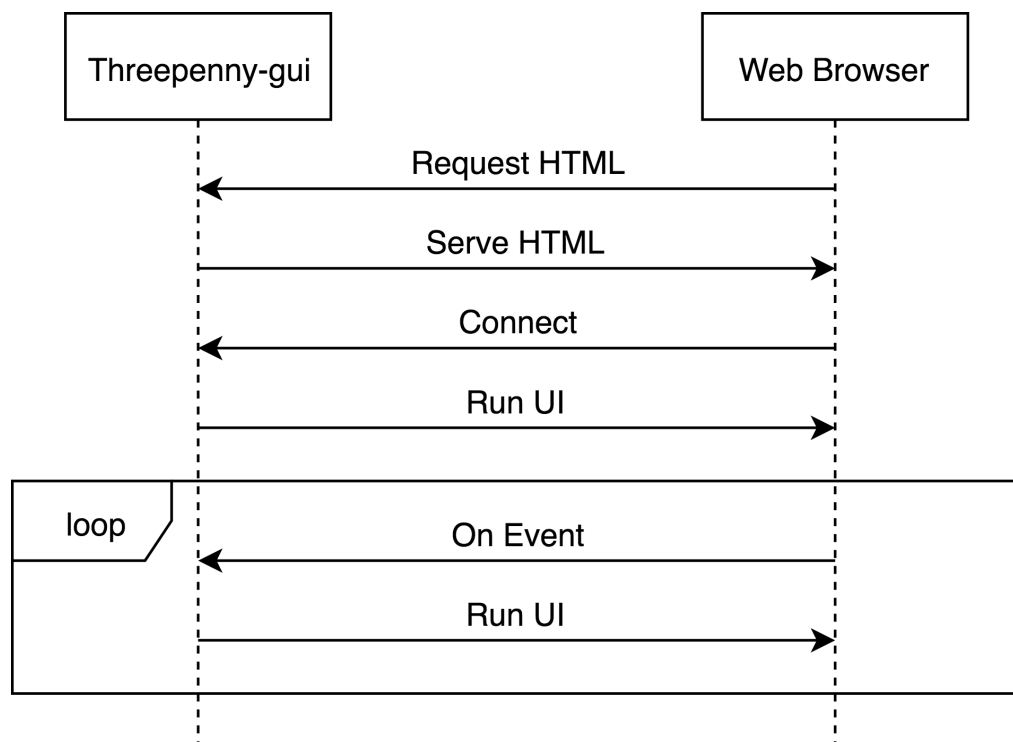 Threepenny-gui
Web Browser
Request HTML
Serve HTML
Connect
Run UI
loop
On Event
Run UI